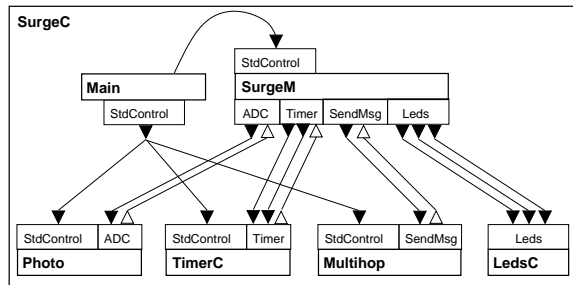 SurgeC
StdControl
Main
SurgeM
StdControl
ADC Timer SendMsg Leds
StdControl ADC StdControl Timer StdControl SendMsg Leds
Photo TimerC Multihop LedsC